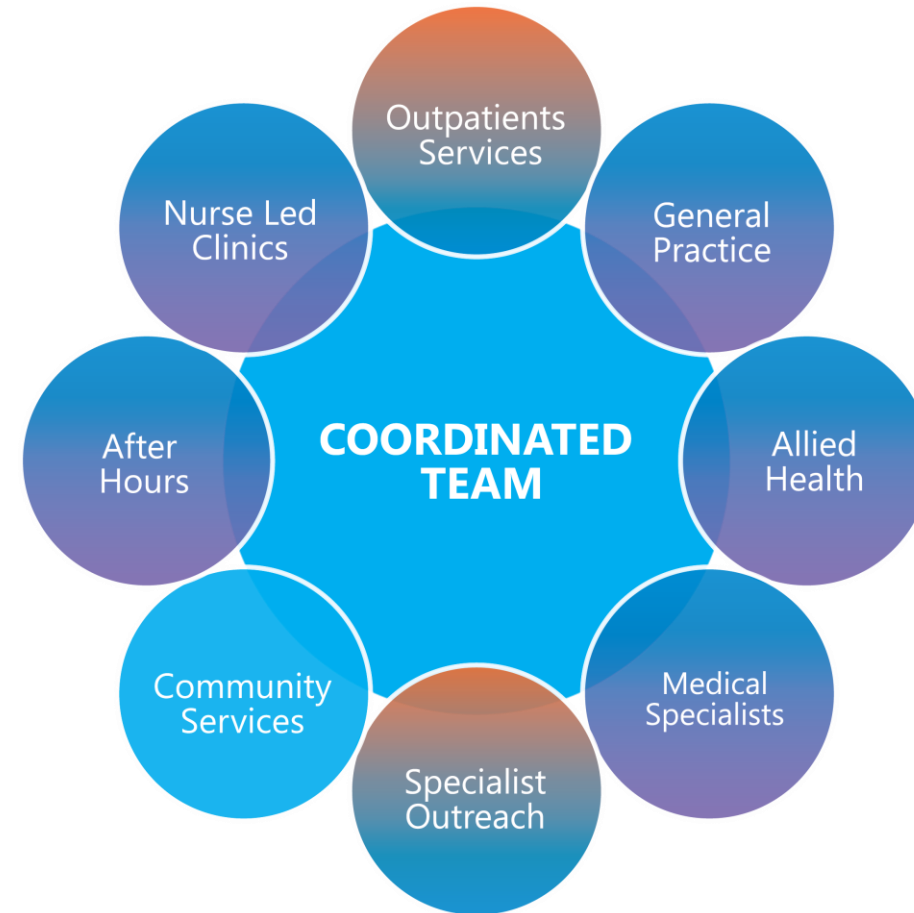 Outpatients
Services
General
Practice
Allied
Health
Medical
Specialists
Specialist
Outreach
Community
Services
After
Hours
Nurse Led
Clinics
COORDINATED
TEAM